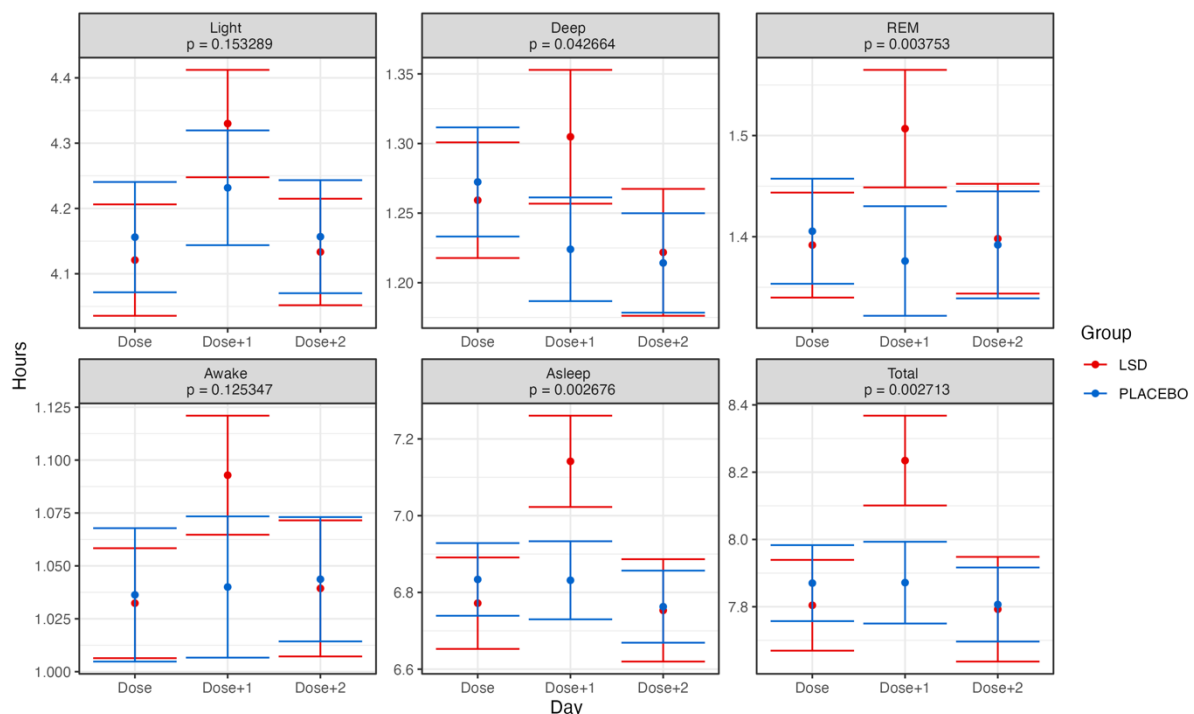 Light
p = 0.153289
Deep
p = 0.042664
REM
p = 0.003753
4.4
4.3
4.2
4.1
1.35
1.30
1.25
1.20
1.5
1.4
Dose Dose+1 Dose+2
Dose Dose+1 Dose+2
Dose Dose+1 Dose+2
Hours
Awake
p = 0.125347
Asleep
p = 0.002676
Total
p = 0.002713
1.125
1.100
1.075
1.050
1.025
1.000
7.2
7.0
6.8
6.6
8.4
8.2
8.0
7.8
Dose Dose+1 Dose+2
Dose Dose+1 Dose+2
Dose Dose+1 Dose+2
Day
Group
LSD
PLACEBO